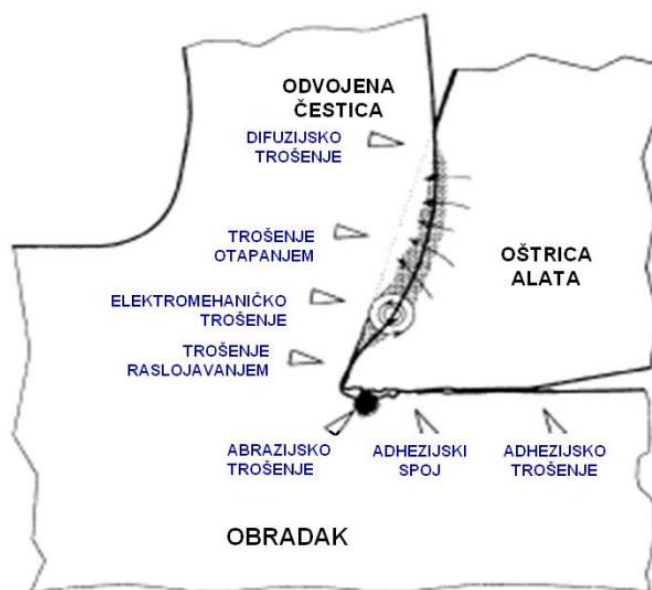 ODVOJENA
ČESTICA
DIFUZIJSKO
TROŠENJE
TROŠENJE
OTAPANJEM
OŠTRICA
ALATA
ELEKTROMEHANIČKO
TROŠENJE
TROŠENJE
RASLOJAVANJEM
ABRAZIJSKO
TROŠENJE
ADHEZIJSKI
SPOJ
ADHEZIJSKO
TROŠENJE
OBRADAK